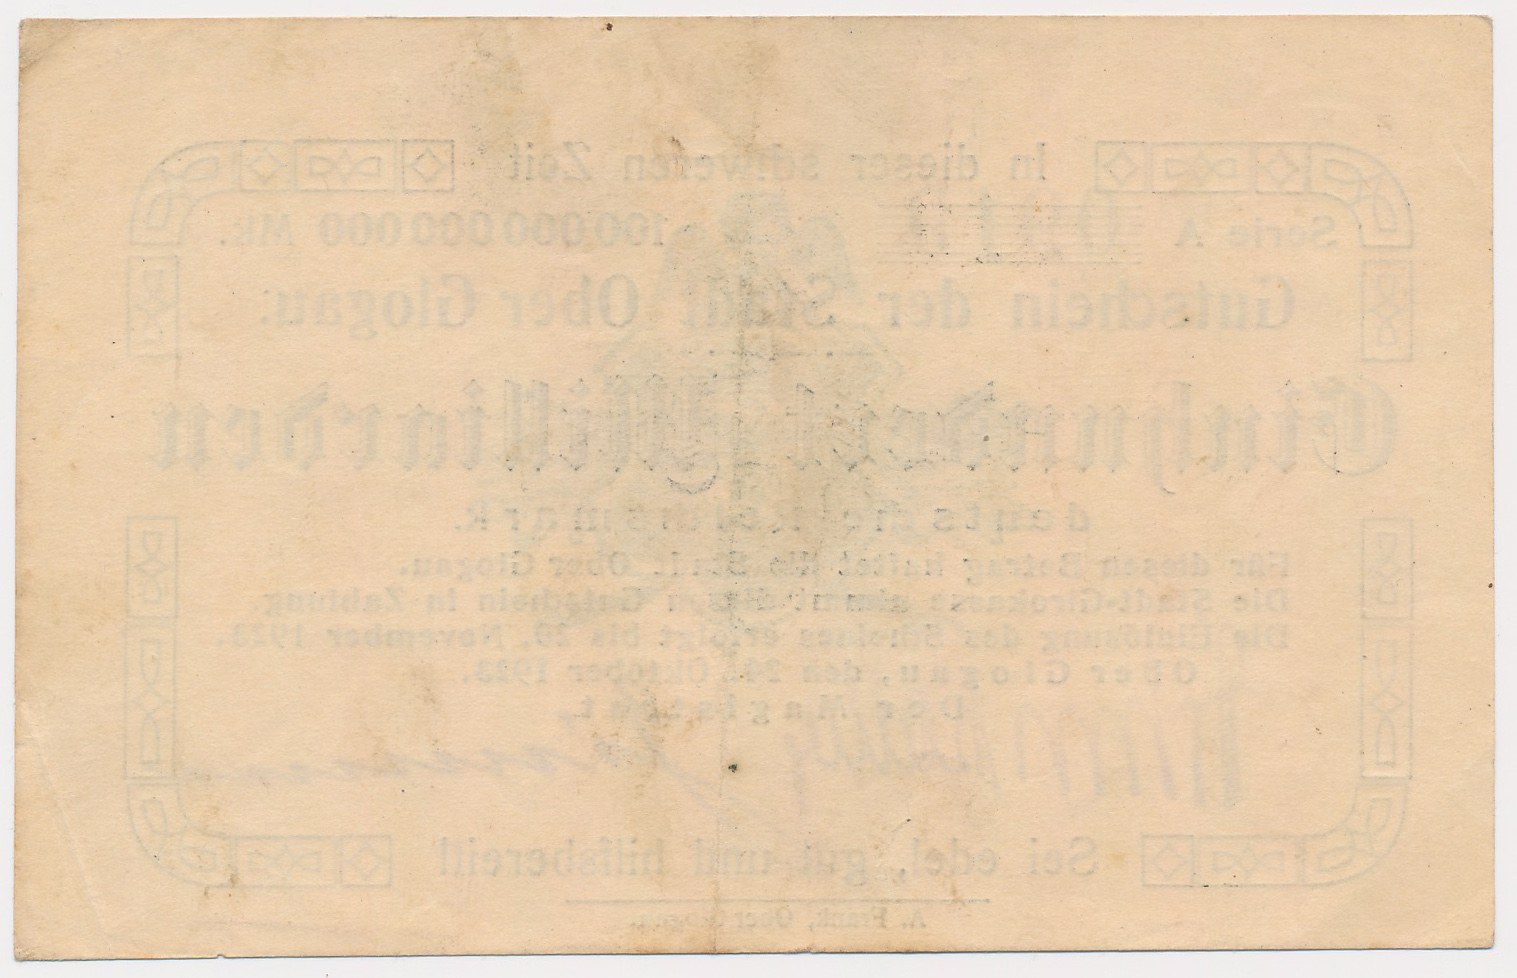 In dieser schweren Zeit
Serie A 100 000 000 000 Mk.
Gutschein der Stadt Ober Glogau.
Einhundert Milliarden
deutsche Reichsmark.
Für diesen Betrag haftet die Stadt Ober Glogau.
Die Stadt-Girokasse nimmt diesen Gutschein in Zahlung.
Die Einlösung des Scheines erfolgt bis 20. November 1923.
Ober Glogau, den 24. Oktober 1923.
Der Magistrat.
Sei edel, gut und hilfsbereit!
A. Frank, Ober Glogau.